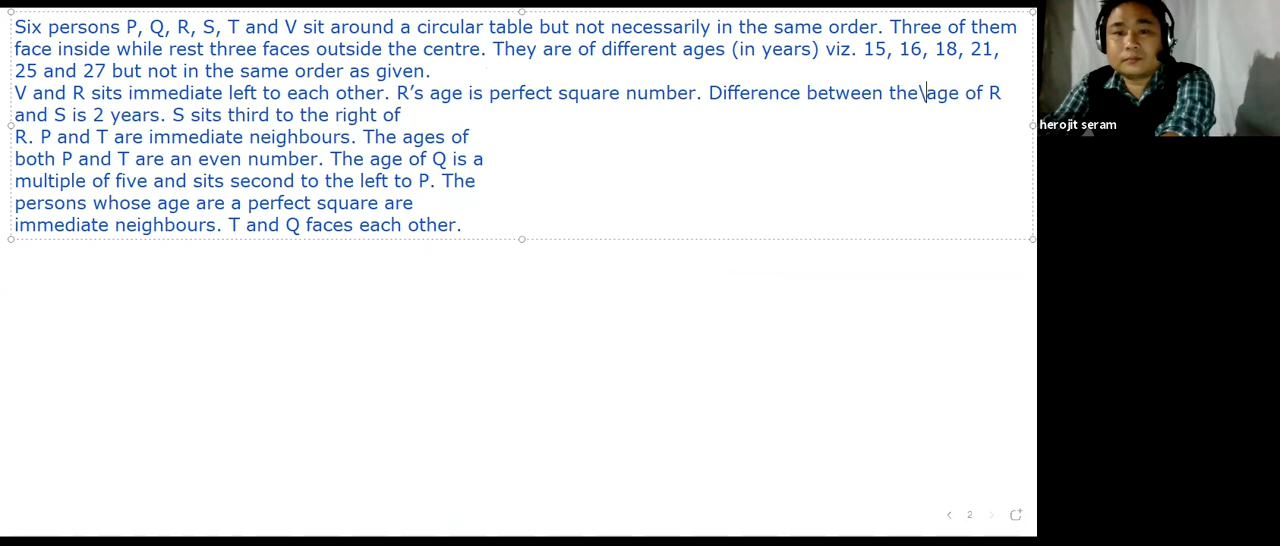 Six persons P, Q, R, S, T and V sit around a circular table but not necessarily in the same order. Three of them
face inside while rest three faces outside the centre. They are of different ages (in years) viz. 15, 16, 18, 21,
25 and 27 but not in the same order as given.
V and R sits immediate left to each other. R’s age is perfect square number. Difference between the\age of R
and S is 2 years. S sits third to the right of
R. P and T are immediate neighbours. The ages of
both P and T are an even number. The age of Q is a
multiple of five and sits second to the left to P. The
persons whose age are a perfect square are
immediate neighbours. T and Q faces each other.
herojit seram
2